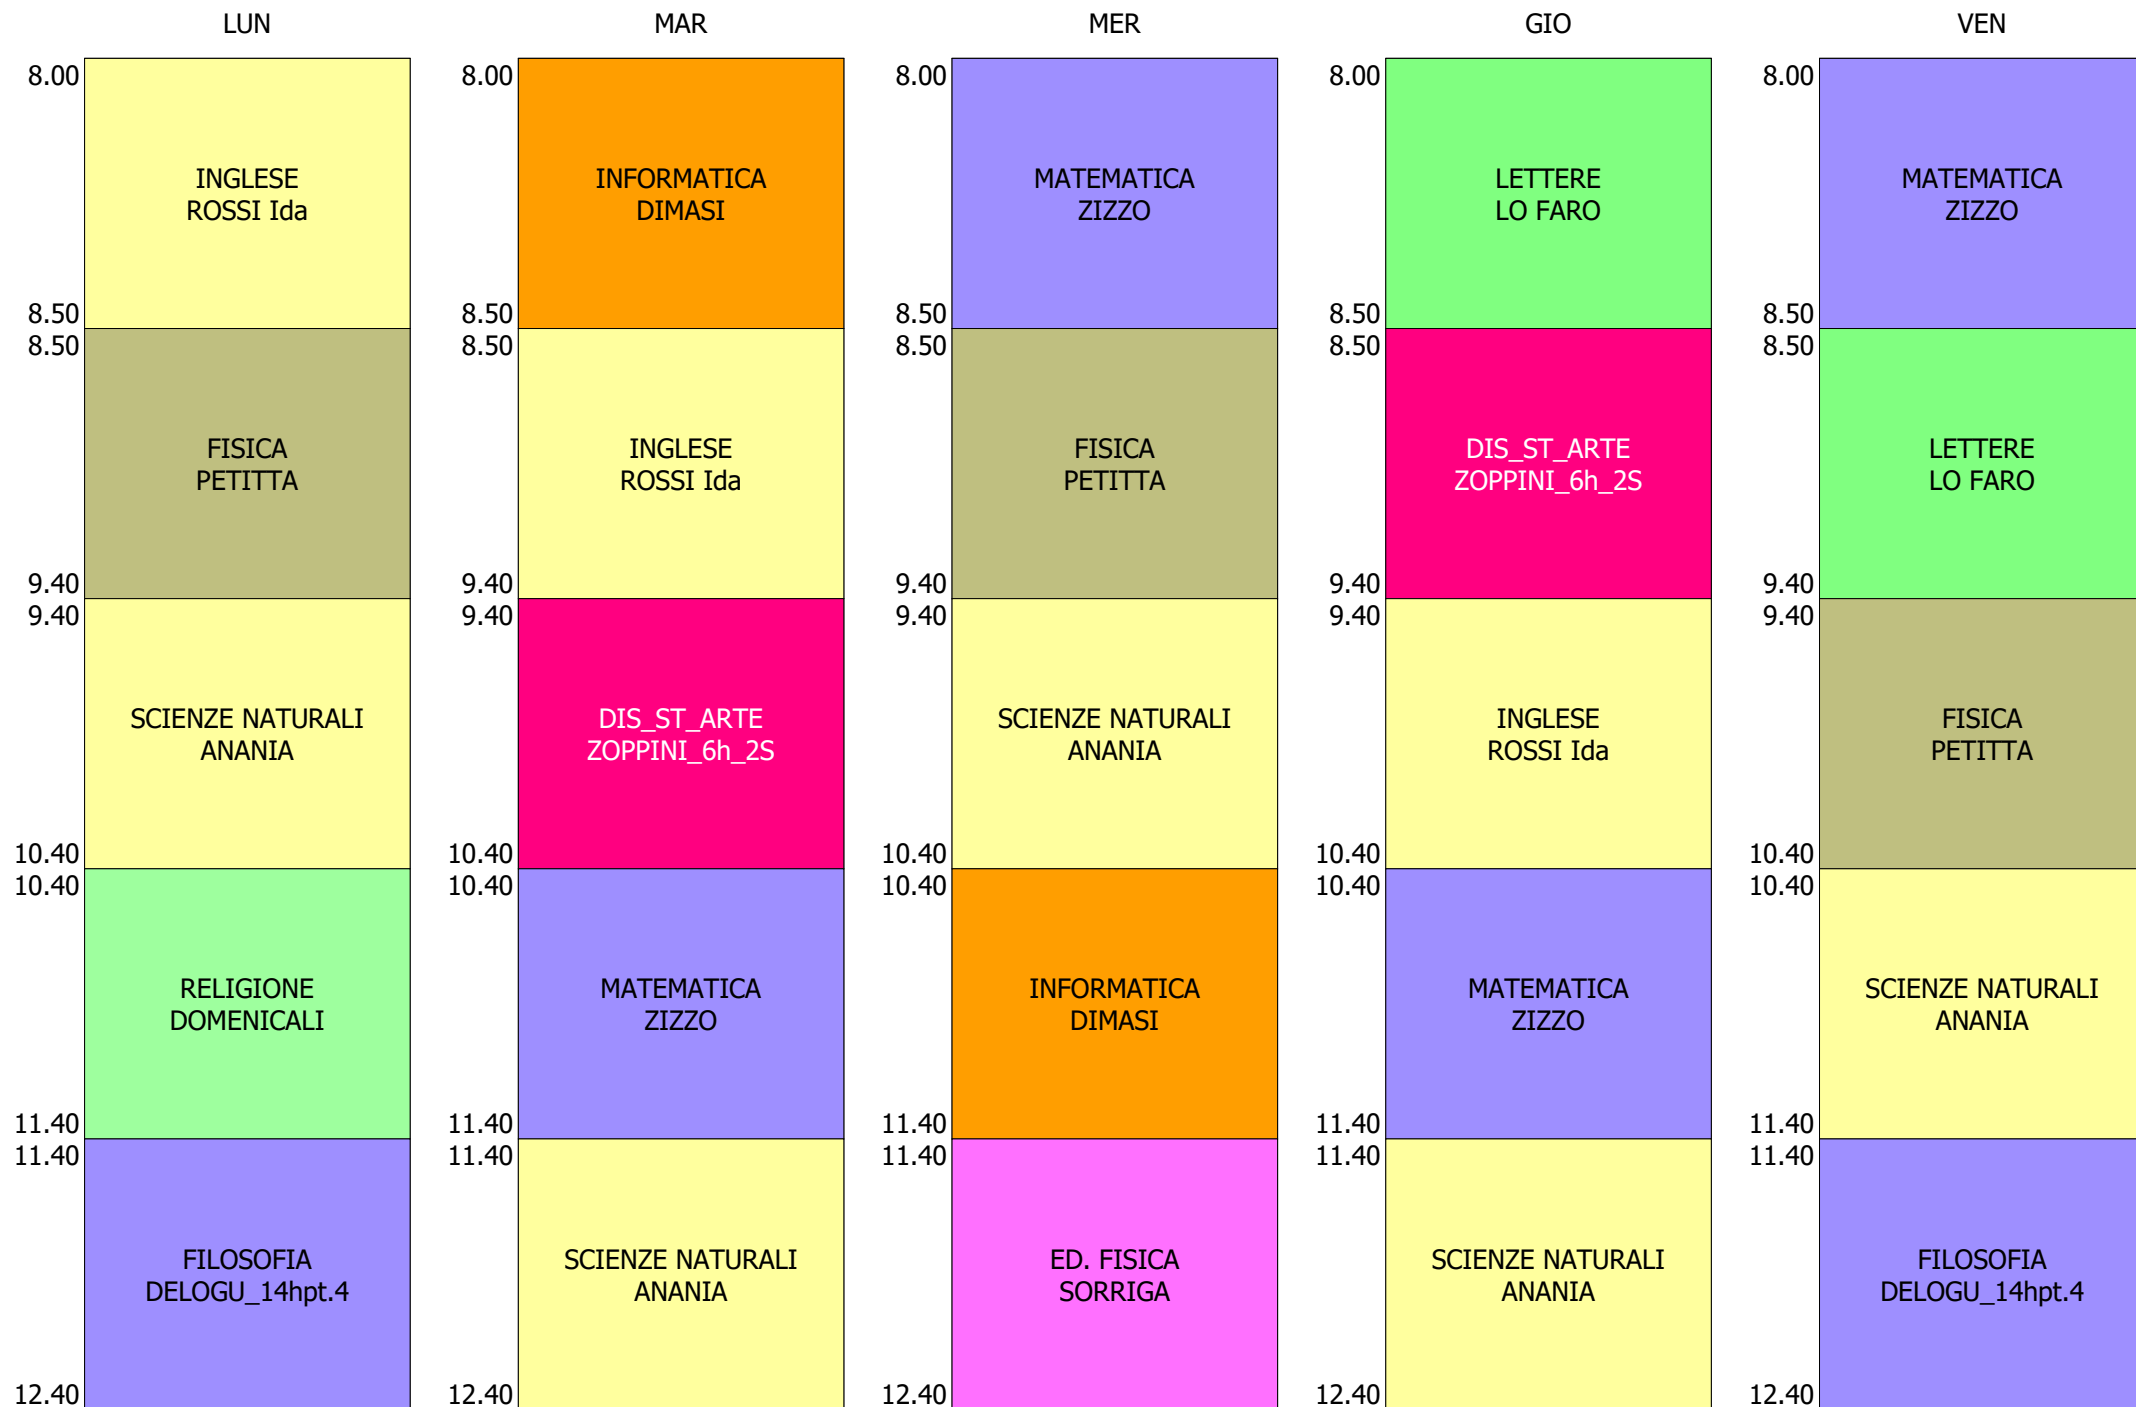 LUN MAR MER GIO VEN
8.00 8.00 8.00 8.00 8.00
INGLESE INFORMATICA MATEMATICA LETTERE MATEMATICA
ROSSI Ida DIMASI ZIZZO LO FARO ZIZZO
8.50 8.50 8.50 8.50 8.50
8.50 8.50 8.50 8.50 8.50
FISICA INGLESE FISICA DIS_ST_ARTE LETTERE
PETITTA ROSSI Ida PETITTA ZOPPINI_6h_2S LO FARO
9.40 9.40 9.40 9.40 9.40
9.40 9.40 9.40 9.40 9.40
SCIENZE NATURALI DIS_ST_ARTE SCIENZE NATURALI INGLESE FISICA
ANANIA ZOPPINI_6h_2S ANANIA ROSSI Ida PETITTA
10.40 10.40 10.40 10.40 10.40
10.40 10.40 10.40 10.40 10.40
RELIGIONE MATEMATICA INFORMATICA MATEMATICA SCIENZE NATURALI
DOMENICALI ZIZZO DIMASI ZIZZO ANANIA
11.40 11.40 11.40 11.40 11.40
11.40 11.40 11.40 11.40 11.40
FILOSOFIA SCIENZE NATURALI ED. FISICA SCIENZE NATURALI FILOSOFIA
DELOGU_14hpt.4 ANANIA SORRIGA ANANIA DELOGU_14hpt.4
12.40 12.40 12.40 12.40 12.40